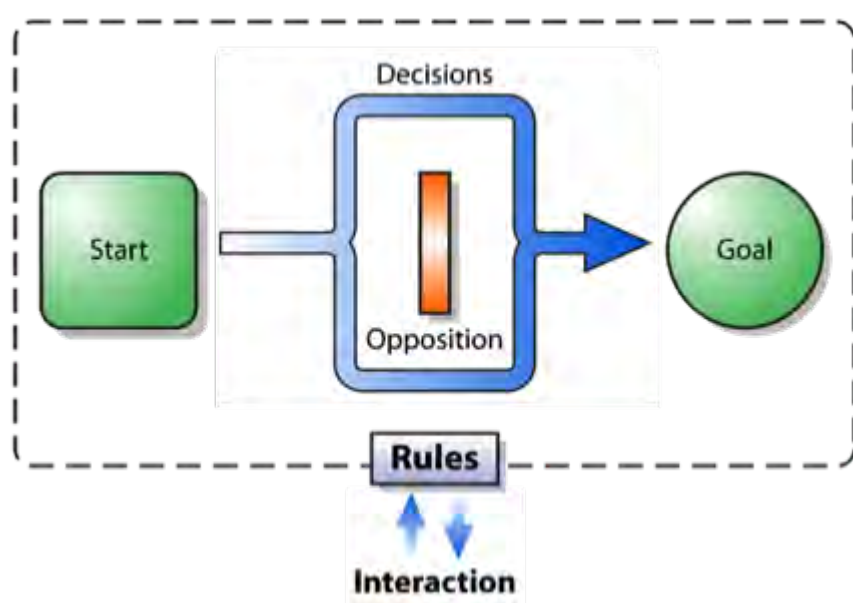 Decisions
Start
Goal
Opposition
Rules
Interaction